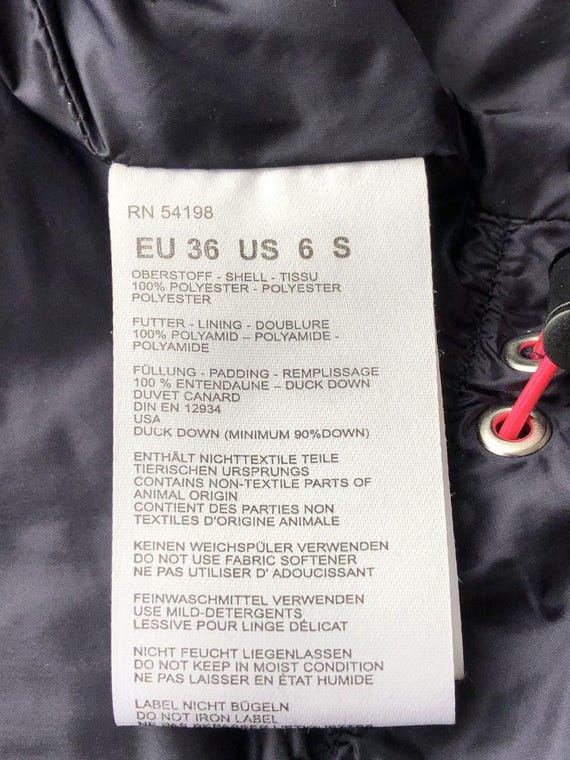 RN 54198
EU 36 US 6 S
OBERSTOFF - SHELL - TISSU
100% POLYESTER - POLYESTER
POLYESTER
FUTTER - LINING - DOUBLURE
100% POLYAMID – POLYAMIDE -
POLYAMIDE
FÜLLUNG - PADDING - REMPLISSAGE
100 % ENTENDAUNE – DUCK DOWN
DUVET CANARD
DIN EN 12934
USA
DUCK DOWN (MINIMUM 90%DOWN)
ENTHÄLT NICHTTEXTILE TEILE
TIERISCHEN URSPRUNGS
CONTAINS NON-TEXTILE PARTS OF
ANIMAL ORIGIN
CONTIENT DES PARTIES NON
TEXTILES D'ORIGINE ANIMALE
KEINEN WEICHSPÜLER VERWENDEN
DO NOT USE FABRIC SOFTENER
NE PAS UTILISER D' ADOUCISSANT
FEINWASCHMITTEL VERWENDEN
USE MILD-DETERGENTS
LESSIVE POUR LINGE DÉLICAT
NICHT FEUCHT LIEGENLASSEN
DO NOT KEEP IN MOIST CONDITION
NE PAS LAISSER EN ÉTAT HUMIDE
LABEL NICHT BÜGELN
DO NOT IRON LABEL
NE PAS REPASSER